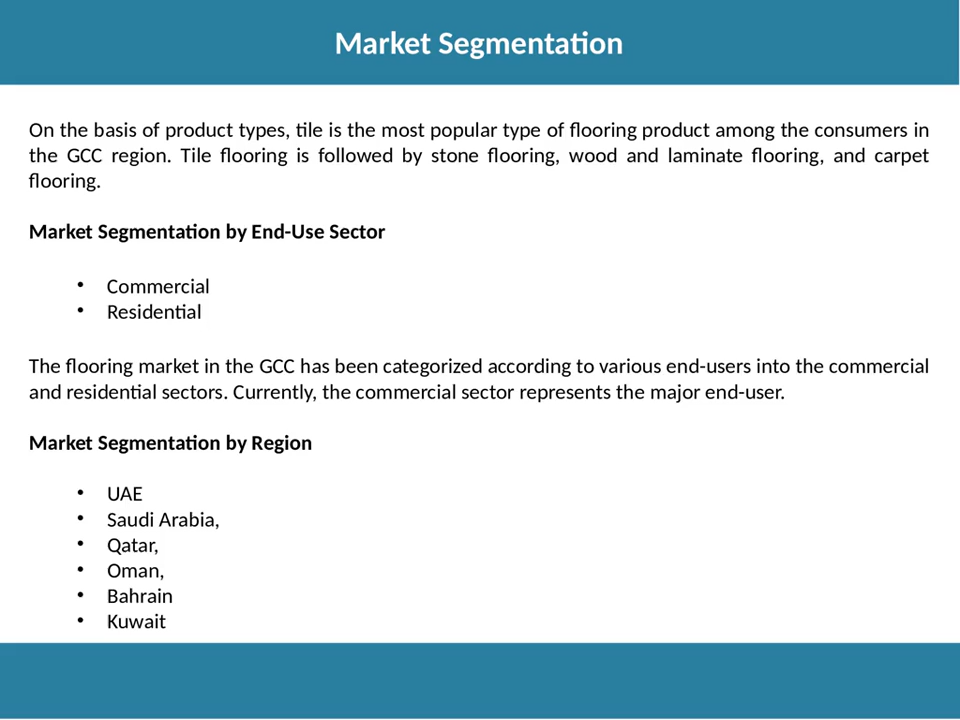 Market Segmentation
On the basis of product types, tile is the most popular type of flooring product among the consumers in
the GCC region. Tile flooring is followed by stone flooring, wood and laminate flooring, and carpet
flooring.
Market Segmentation by End-Use Sector
• Commercial
• Residential
The flooring market in the GCC has been categorized according to various end-users into the commercial
and residential sectors. Currently, the commercial sector represents the major end-user.
Market Segmentation by Region
• UAE
• Saudi Arabia,
• Qatar,
• Oman,
• Bahrain
• Kuwait